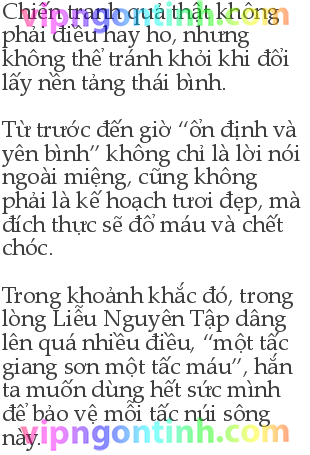 Chiến tranh quả thật không
vipngontinh.com
phải điều hay ho, nhưng
không thể tránh khỏi khi đổi
lấy nền tảng thái bình.
Từ trước đến giờ “ổn định và
yên bình” không chỉ là lời nói
ngoài miệng, cũng không
phải là kế hoạch tươi đẹp, mà
đích thực sẽ đổ máu và chết
chóc.
Trong khoảnh khắc đó, trong
lòng Liễu Nguyên Tập dâng
lên quá nhiều điều, “một tấc
giang sơn một tấc máu”, hắn
ta muốn dùng hết sức mình
để bảo vệ mỗi tấc núi sông
này.
vipngontinh.com